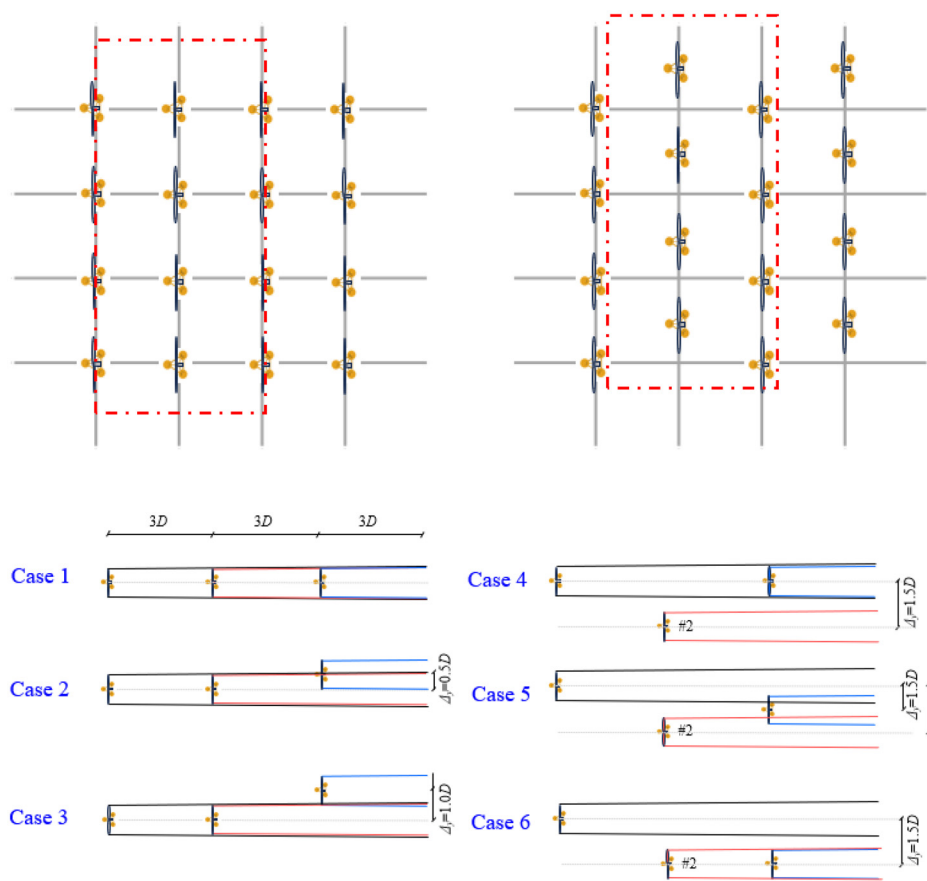 3D 3D 3D
Case 1
Case 2
Δy=0.5D
Case 3
Δy=1.0D
Case 4
#2
Δy=1.5D
Case 5
#2
Δy=1.5D
Case 6
#2
Δy=1.5D